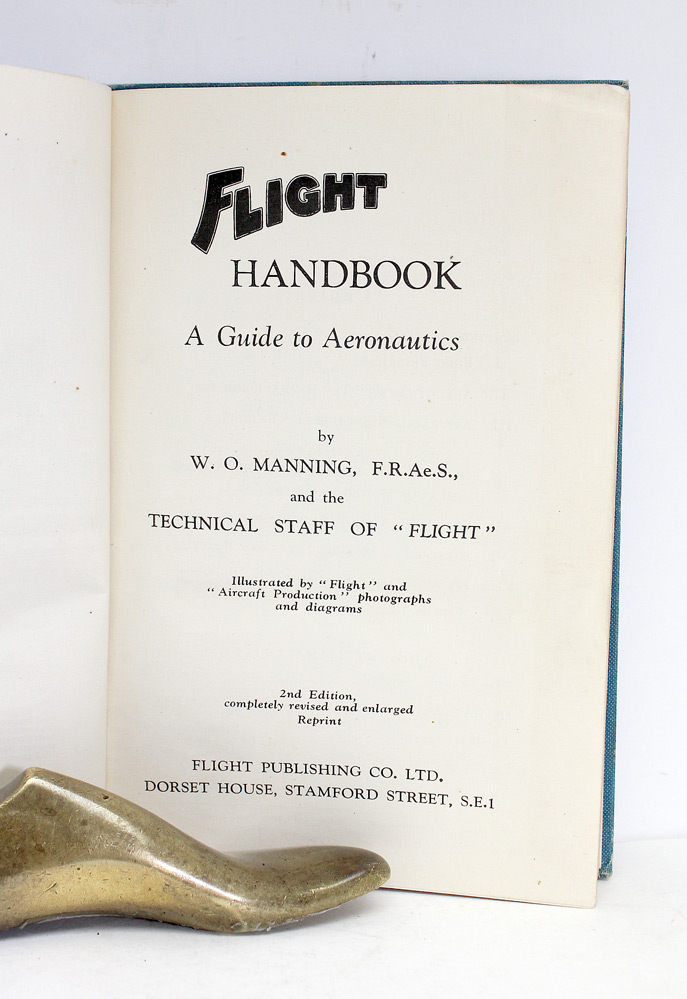 FLIGHT
HANDBOOK
A Guide to Aeronautics
by
W. O. MANNING, F.R.Ae.S.,
and the
TECHNICAL STAFF OF “FLIGHT”
Illustrated by “Flight” and
“Aircraft Production” photographs
and diagrams
2nd Edition,
completely revised and enlarged
Reprint
FLIGHT PUBLISHING CO. LTD.
DORSET HOUSE, STAMFORD STREET, S.E.1